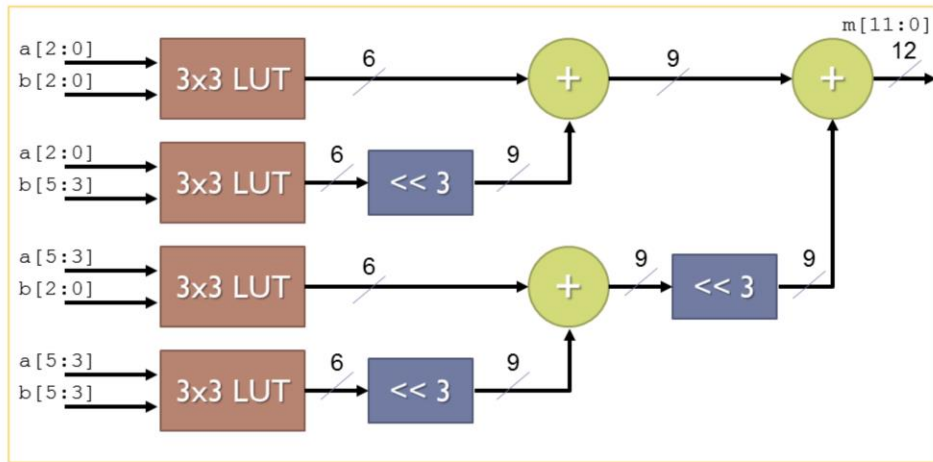 m[11:0]
a[2:0]
b[2:0]
3x3 LUT
6
+
9
+
12
a[2:0]
b[5:3]
3x3 LUT
6
<< 3
9
a[5:3]
b[2:0]
3x3 LUT
6
+
9
<< 3
9
a[5:3]
b[5:3]
3x3 LUT
6
<< 3
9